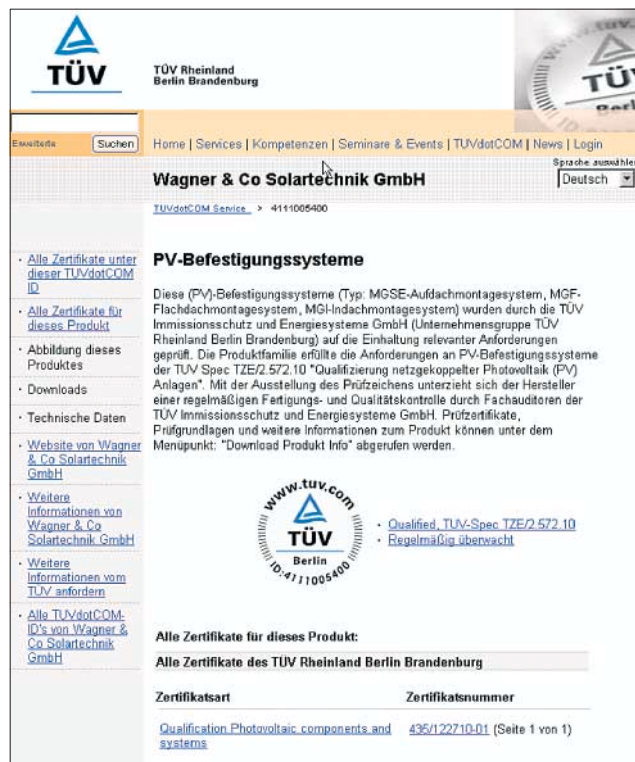 TÜV
TÜV Rheinland
Berlin Brandenburg
www.tuv.c
TÜV
Berl
Erweiterte
Suchen
Home | Services | Kompetenzen | Seminare & Events | TUVdotCOM | News | Login
Wagner & Co Solartechnik GmbH
Sprache auswählen
Deutsch
TUVdotCOM Service > 4111005400
· Alle Zertifikate unter
dieser TUVdotCOM
ID
· Alle Zertifikate für
dieses Produkt
· Abbildung dieses
Produktes
· Downloads
· Technische Daten
· Website von Wagner
& Co Solartechnik
GmbH
· Weitere
Informationen von
Wagner & Co
Solartechnik GmbH
· Weitere
Informationen vom
TÜV anfordern
· Alle TUVdotCOM-
ID's von Wagner &
Co Solartechnik
GmbH
PV-Befestigungssysteme
Diese (PV)-Befestigungssysteme (Typ: MGSE-Aufdachmontagesystem, MGF-
Flachdachmontagesystem, MGI-Indachmontagesystem) wurden durch die TÜV
Immissionsschutz und Energiesysteme GmbH (Unternehmensgruppe TÜV
Rheinland Berlin Brandenburg) auf die Einhaltung relevanter Anforderungen
geprüft. Die Produktfamilie erfüllte die Anforderungen an PV-Befestigungssysteme
der TUV Spec TZE/2.572.10 "Qualifizierung netzgekoppelter Photovoltaik (PV)
Anlagen". Mit der Ausstellung des Prüfzeichens unterzieht sich der Hersteller
einer regelmäßigen Fertigungs- und Qualitätskontrolle durch Fachauditoren der
TÜV Immissionsschutz und Energiesysteme GmbH. Prüfzertifikate,
Prüfgrundlagen und weitere Informationen zum Produkt können unter dem
Menüpunkt: "Download Produkt Info" abgerufen werden.
www.tuv.com
TÜV
Berlin
ID:4111005400
· Qualified, TUV-Spec TZE/2.572.10
· Regelmäßig überwacht
Alle Zertifikate für dieses Produkt:
Alle Zertifikate des TÜV Rheinland Berlin Brandenburg
Zertifikatsart Zertifikatsnummer
Qualification Photovoltaic components and
systems
435/122710-01 (Seite 1 von 1)